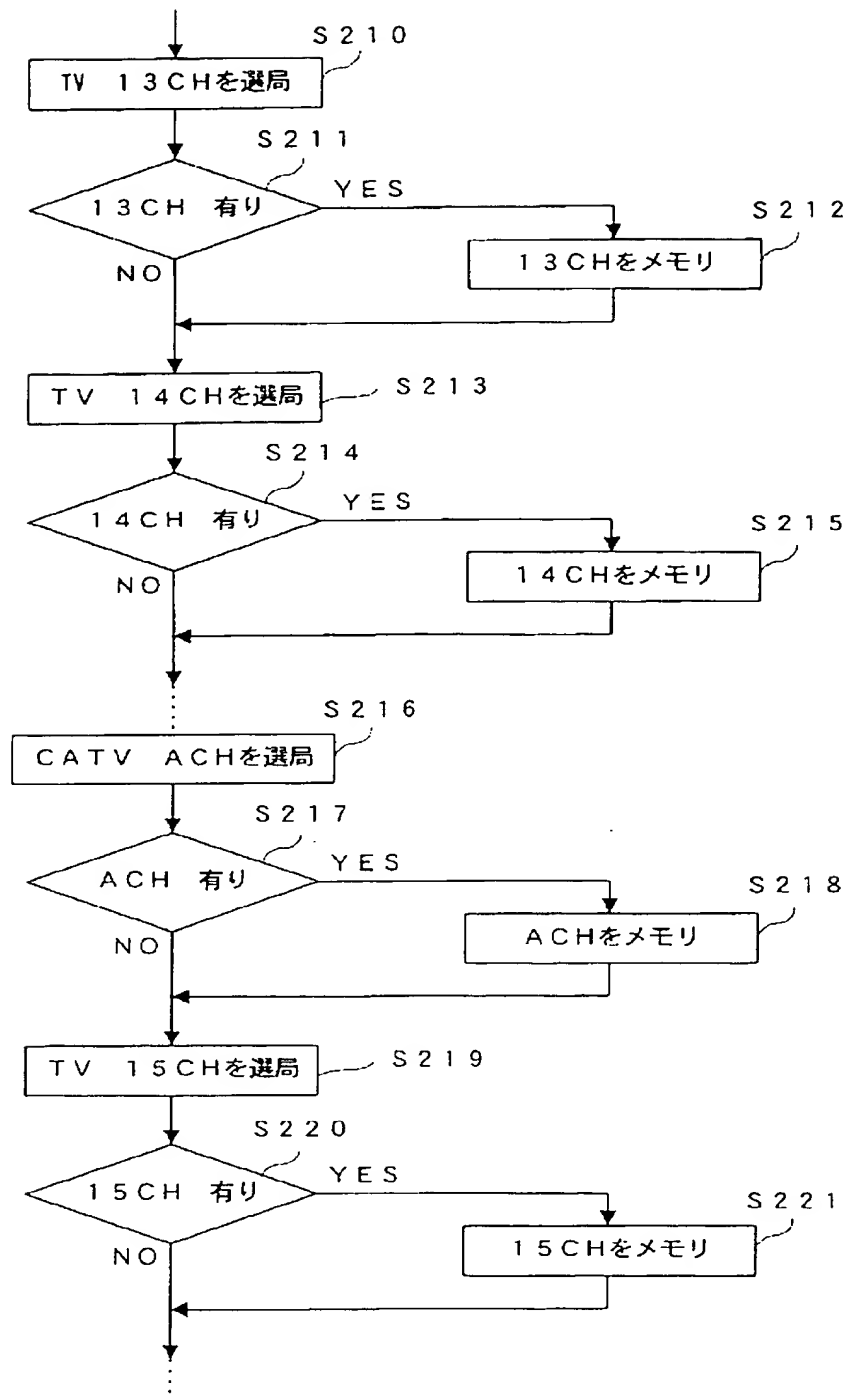 S210
TV 13CHを選局
S211
13CH 有り
YES
S212
13CHをメモリ
NO
TV 14CHを選局
S213
S214
14CH 有り
YES
S215
14CHをメモリ
NO
S216
CATV ACHを選局
S217
ACH 有り
YES
S218
ACHをメモリ
NO
TV 15CHを選局
S219
S220
15CH 有り
YES
S221
15CHをメモリ
NO